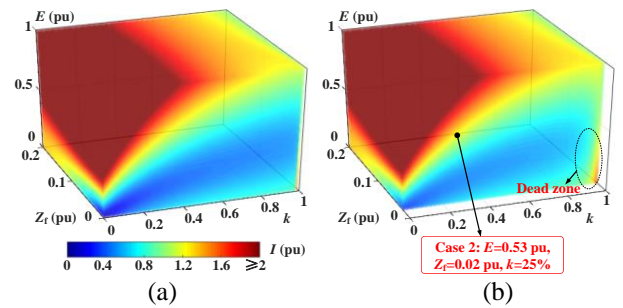 E (pu)
1
0.5
0
0.2
0.1
Z_f (pu)
0
0
0.2
0.4
0.6
0.8
1
k
0
0.4
0.8
1.2
1.6
⩾2
I (pu)
(a)
E (pu)
1
0.5
0
0.2
0.1
Z_f (pu)
0
0
0.2
0.4
0.6
0.8
1
k
Dead zone
Case 2: E=0.53 pu,
Z_f=0.02 pu, k=25%
(b)